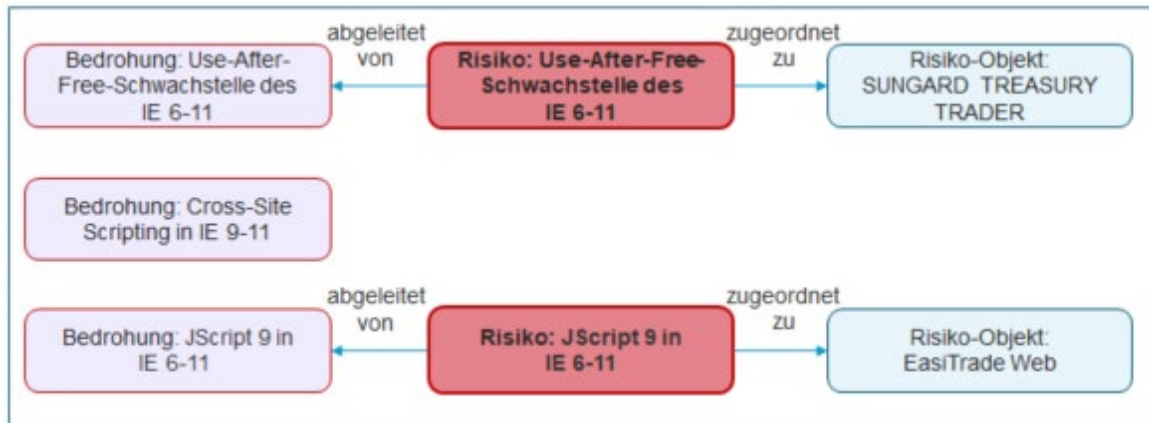 Bedrohung: Use-After-
Free-Schwachstelle des
IE 6-11
abgeleitet
von
Risiko: Use-After-Free-
Schwachstelle des
IE 6-11
zugeordnet
zu
Risiko-Objekt:
SUNGARD TREASURY
TRADER
Bedrohung: Cross-Site
Scripting in IE 9-11
Bedrohung: JScript 9 in
IE 6-11
abgeleitet
von
Risiko: JScript 9 in
IE 6-11
zugeordnet
zu
Risiko-Objekt:
EasiTrade Web